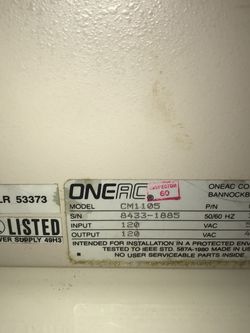 LR 53373
LISTED
WER SUPPLY 49H3
ONEAC
INSPECTOR
60
ONEAC CO
BANNOCKB
MODEL CM1105 P/N
S/N 8433-1885 50/60 HZ
INPUT 120 VAC
OUTPUT 120 VAC
INTENDED FOR INSTALLATION IN A PROTECTED ENV
TESTED TO IEEE STD. 587A-1980 MADE IN U
NO USER SERVICEABLE PARTS INSIDE.